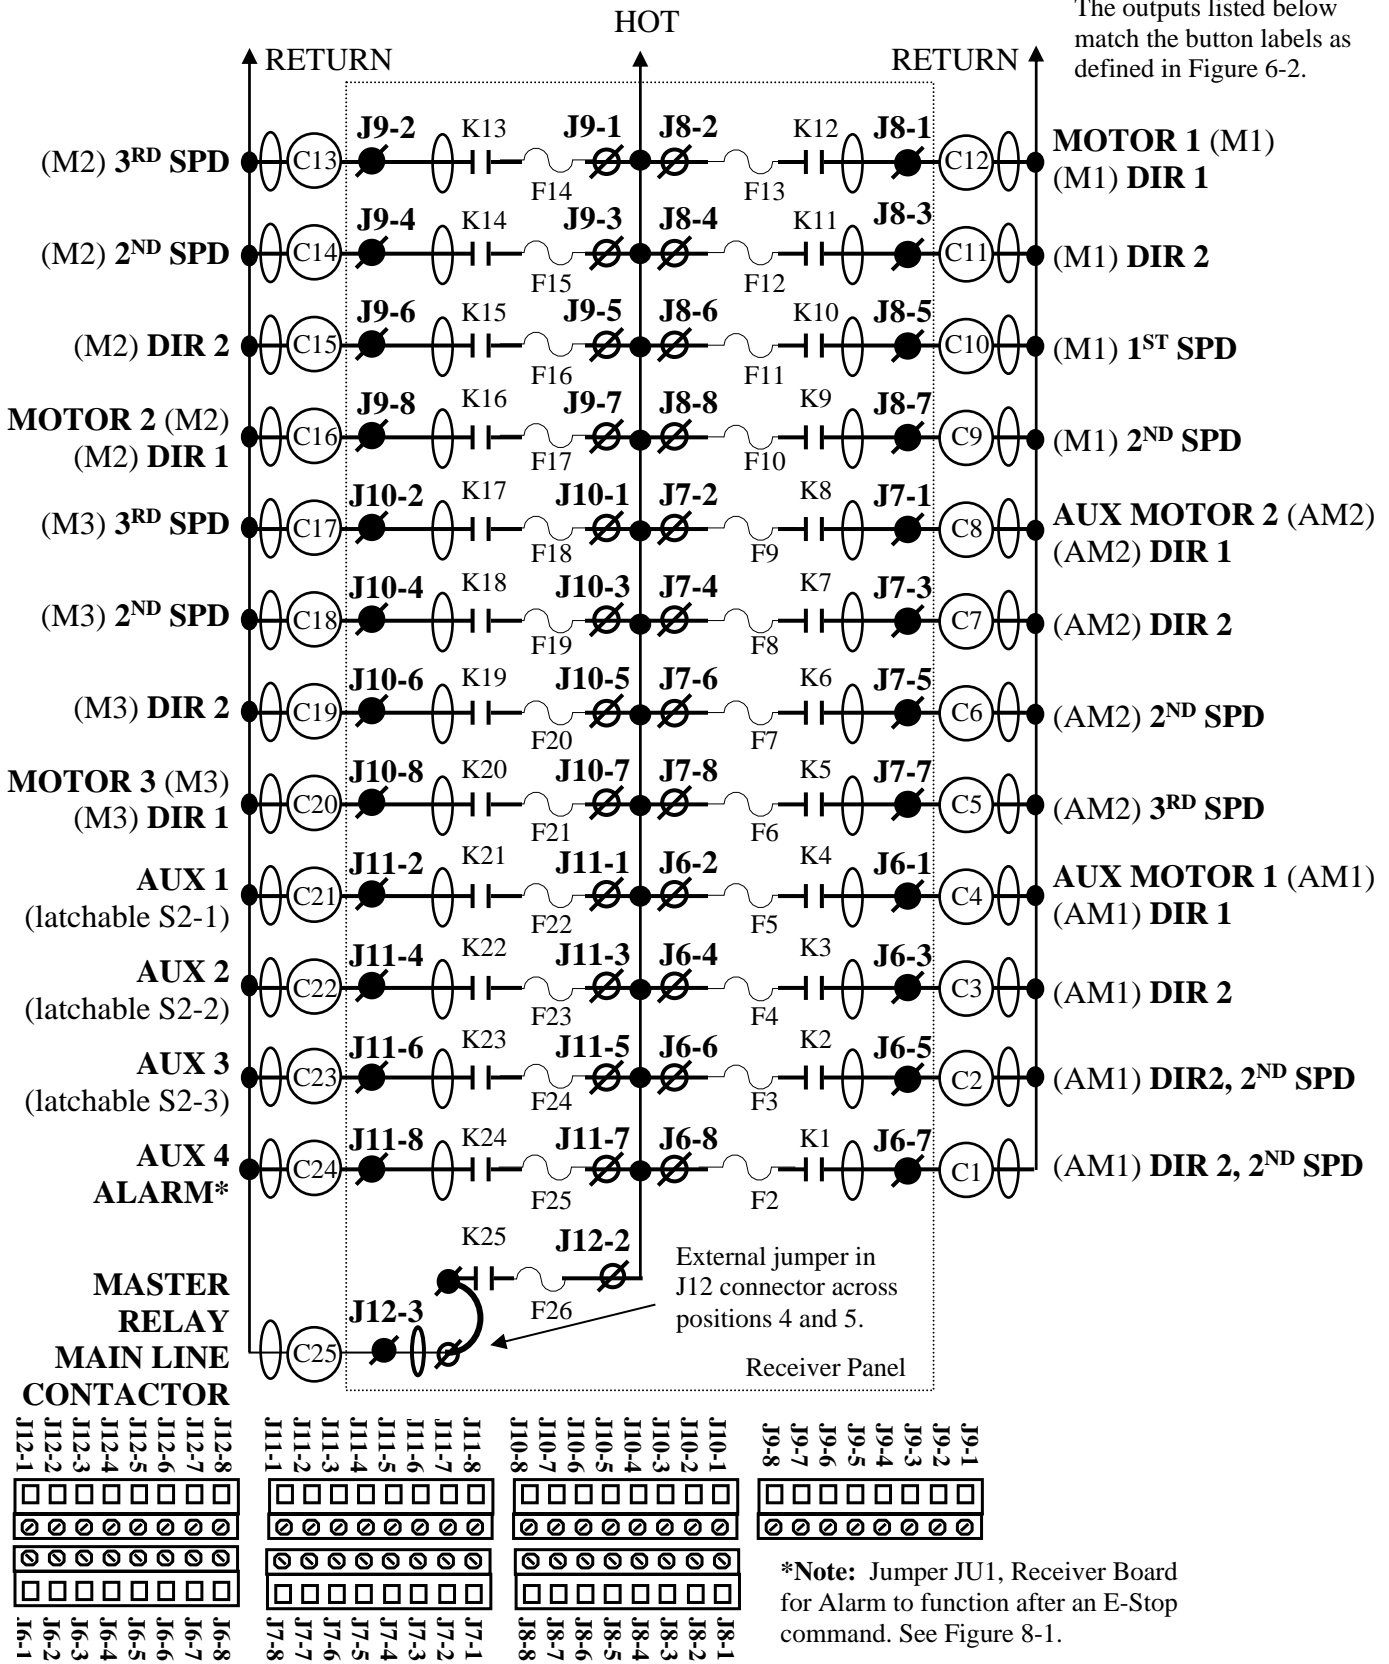 The outputs listed below
match the button labels as
defined in Figure 6-2.
HOT
RETURN
RETURN
J9-2 K13 J9-1 J8-2 K12 J8-1
(M2) 3RD SPD C13 F14 F13 C12 MOTOR 1 (M1)
(M1) DIR 1
J9-4 K14 J9-3 J8-4 K11 J8-3
(M2) 2ND SPD C14 F15 F12 C11 (M1) DIR 2
J9-6 K15 J9-5 J8-6 K10 J8-5
(M2) DIR 2 C15 F16 F11 C10 (M1) 1ST SPD
J9-8 K16 J9-7 J8-8 K9 J8-7
MOTOR 2 (M2)
(M2) DIR 1 C16 F17 F10 C9 (M1) 2ND SPD
J10-2 K17 J10-1 J7-2 K8 J7-1
(M3) 3RD SPD C17 F18 F9 C8 AUX MOTOR 2 (AM2)
(AM2) DIR 1
J10-4 K18 J10-3 J7-4 K7 J7-3
(M3) 2ND SPD C18 F19 F8 C7 (AM2) DIR 2
J10-6 K19 J10-5 J7-6 K6 J7-5
(M3) DIR 2 C19 F20 F7 C6 (AM2) 2ND SPD
J10-8 K20 J10-7 J7-8 K5 J7-7
MOTOR 3 (M3)
(M3) DIR 1 C20 F21 F6 C5 (AM2) 3RD SPD
J11-2 K21 J11-1 J6-2 K4 J6-1
AUX 1 C21 F22 F5 C4 AUX MOTOR 1 (AM1)
(latchable S2-1) (AM1) DIR 1
J11-4 K22 J11-3 J6-4 K3 J6-3
AUX 2 C22 F23 F4 C3 (AM1) DIR 2
(latchable S2-2)
J11-6 K23 J11-5 J6-6 K2 J6-5
AUX 3 C23 F24 F3 C2 (AM1) DIR2, 2ND SPD
(latchable S2-3)
J11-8 K24 J11-7 J6-8 K1 J6-7
AUX 4 C24 F25 F2 C1 (AM1) DIR 2, 2ND SPD
ALARM*
K25 J12-2
F26
External jumper in
J12 connector across
positions 4 and 5.
MASTER
RELAY
MAIN LINE
CONTACTOR
J12-3
C25
Receiver Panel
J12-1 J12-2 J12-3 J12-4 J12-5 J12-6 J12-7 J12-8
J11-1 J11-2 J11-3 J11-4 J11-5 J11-6 J11-7 J11-8
J10-8 J10-7 J10-6 J10-5 J10-4 J10-3 J10-2 J10-1
J9-8 J9-7 J9-6 J9-5 J9-4 J9-3 J9-2 J9-1
J6-1 J6-2 J6-3 J6-4 J6-5 J6-6 J6-7 J6-8
J7-8 J7-7 J7-6 J7-5 J7-4 J7-3 J7-2 J7-1
J8-8 J8-7 J8-6 J8-5 J8-4 J8-3 J8-2 J8-1
*Note: Jumper JU1, Receiver Board
for Alarm to function after an E-Stop
command. See Figure 8-1.